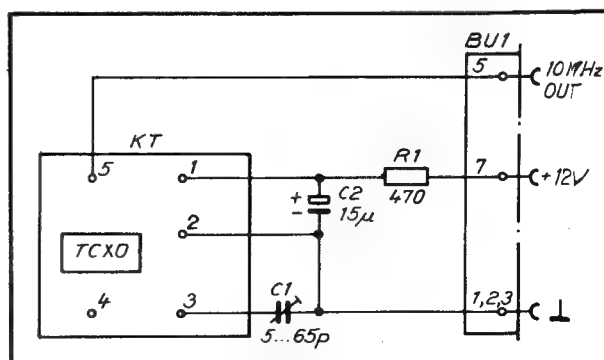 BU1
5
10MHz
OUT
KT
5
1
R1
7
+12V
470
+
C2
-
15µ
2
TCXO
C1
4
3
1,2,3
5...65p